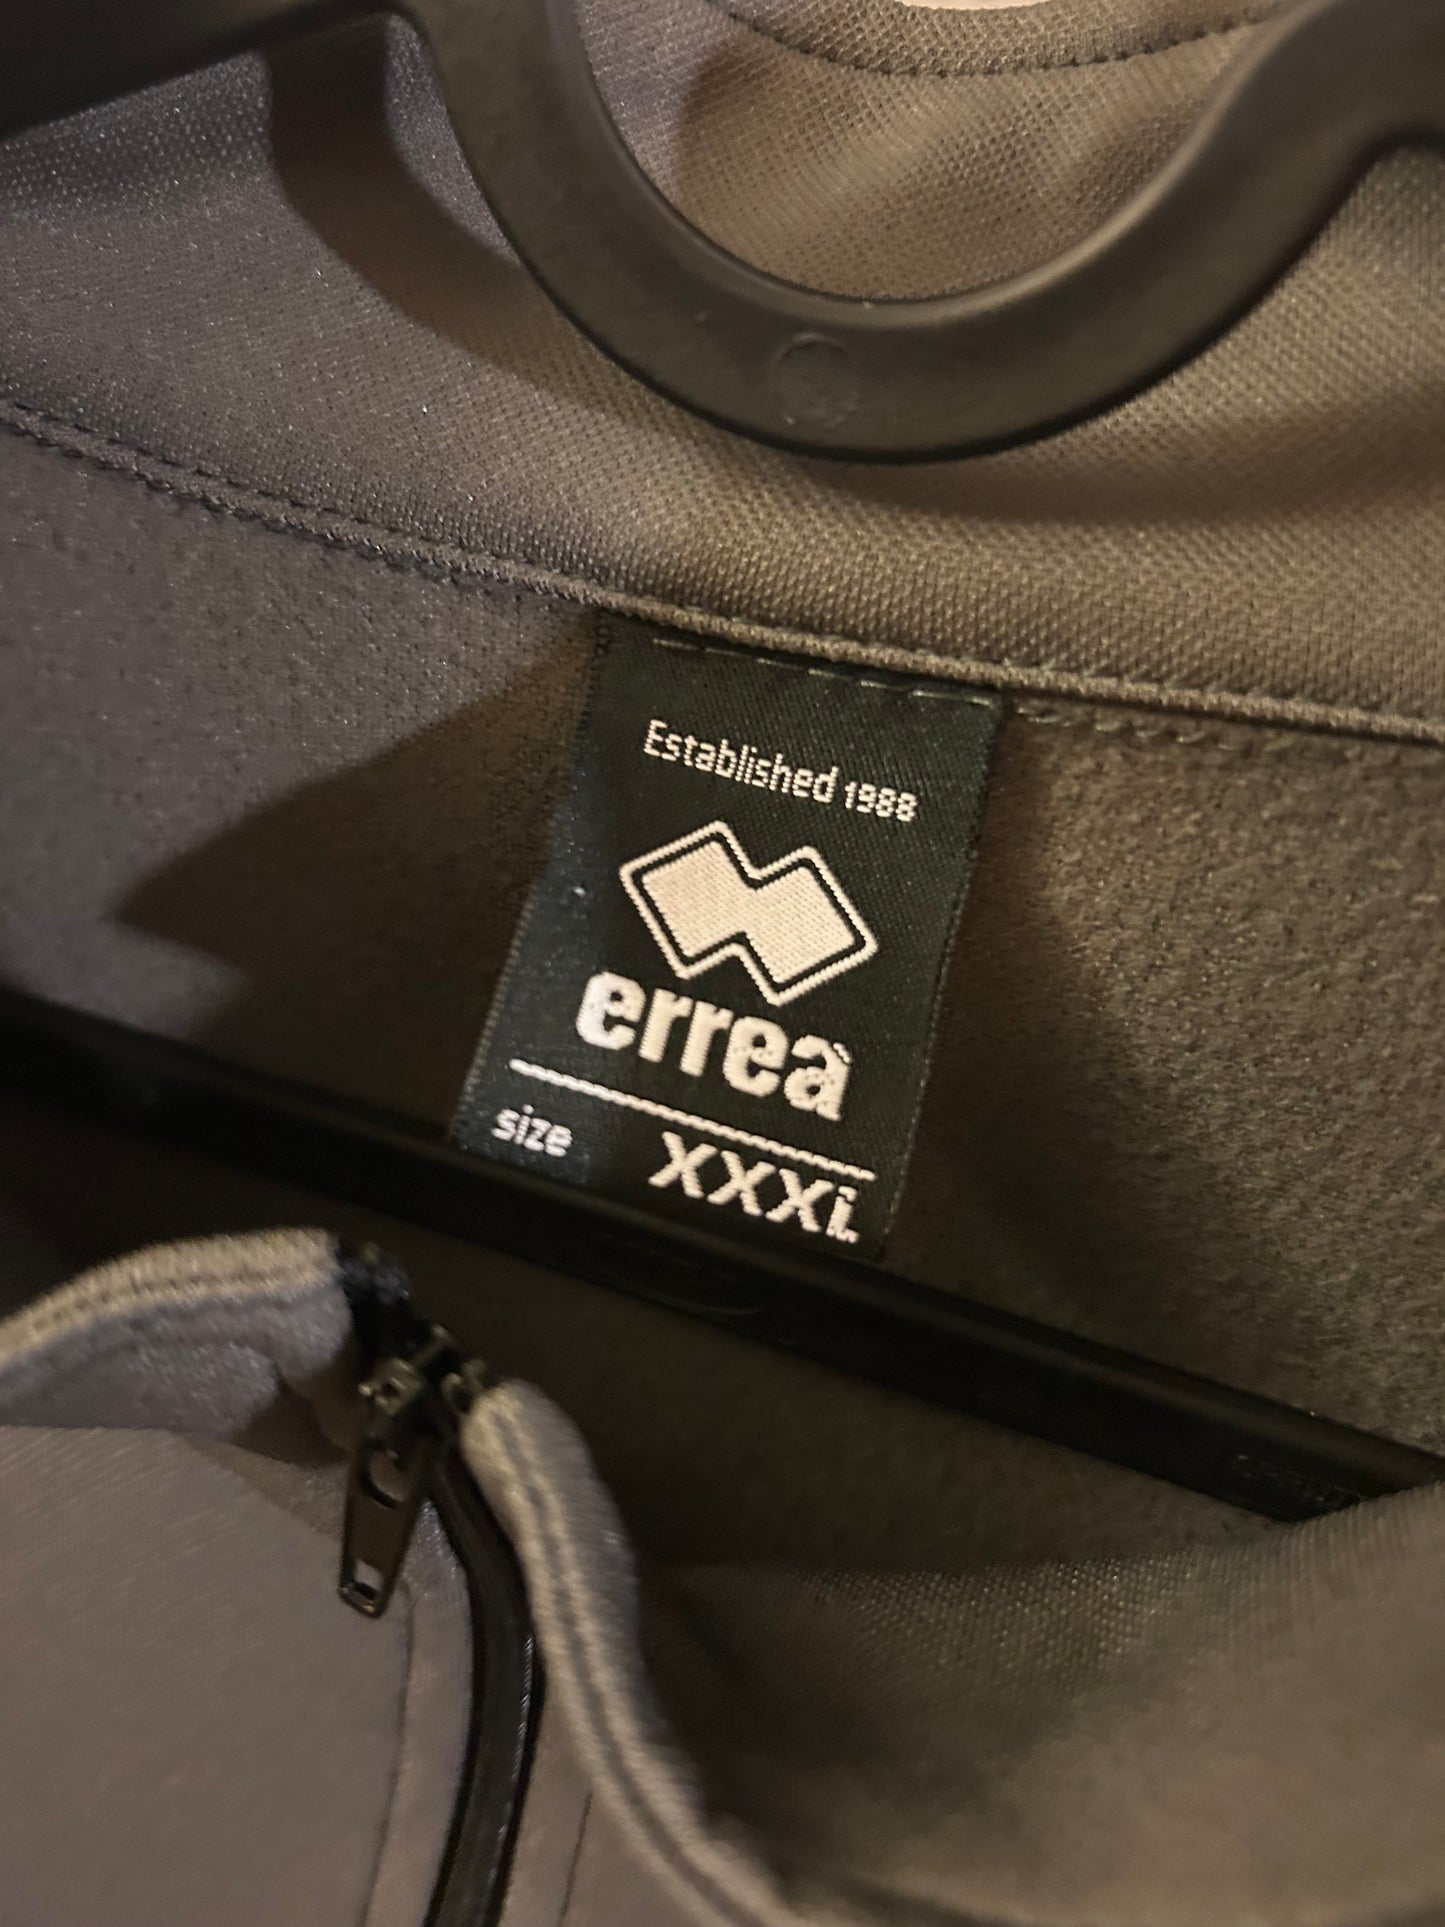 Established 1988
errea
size XXXL